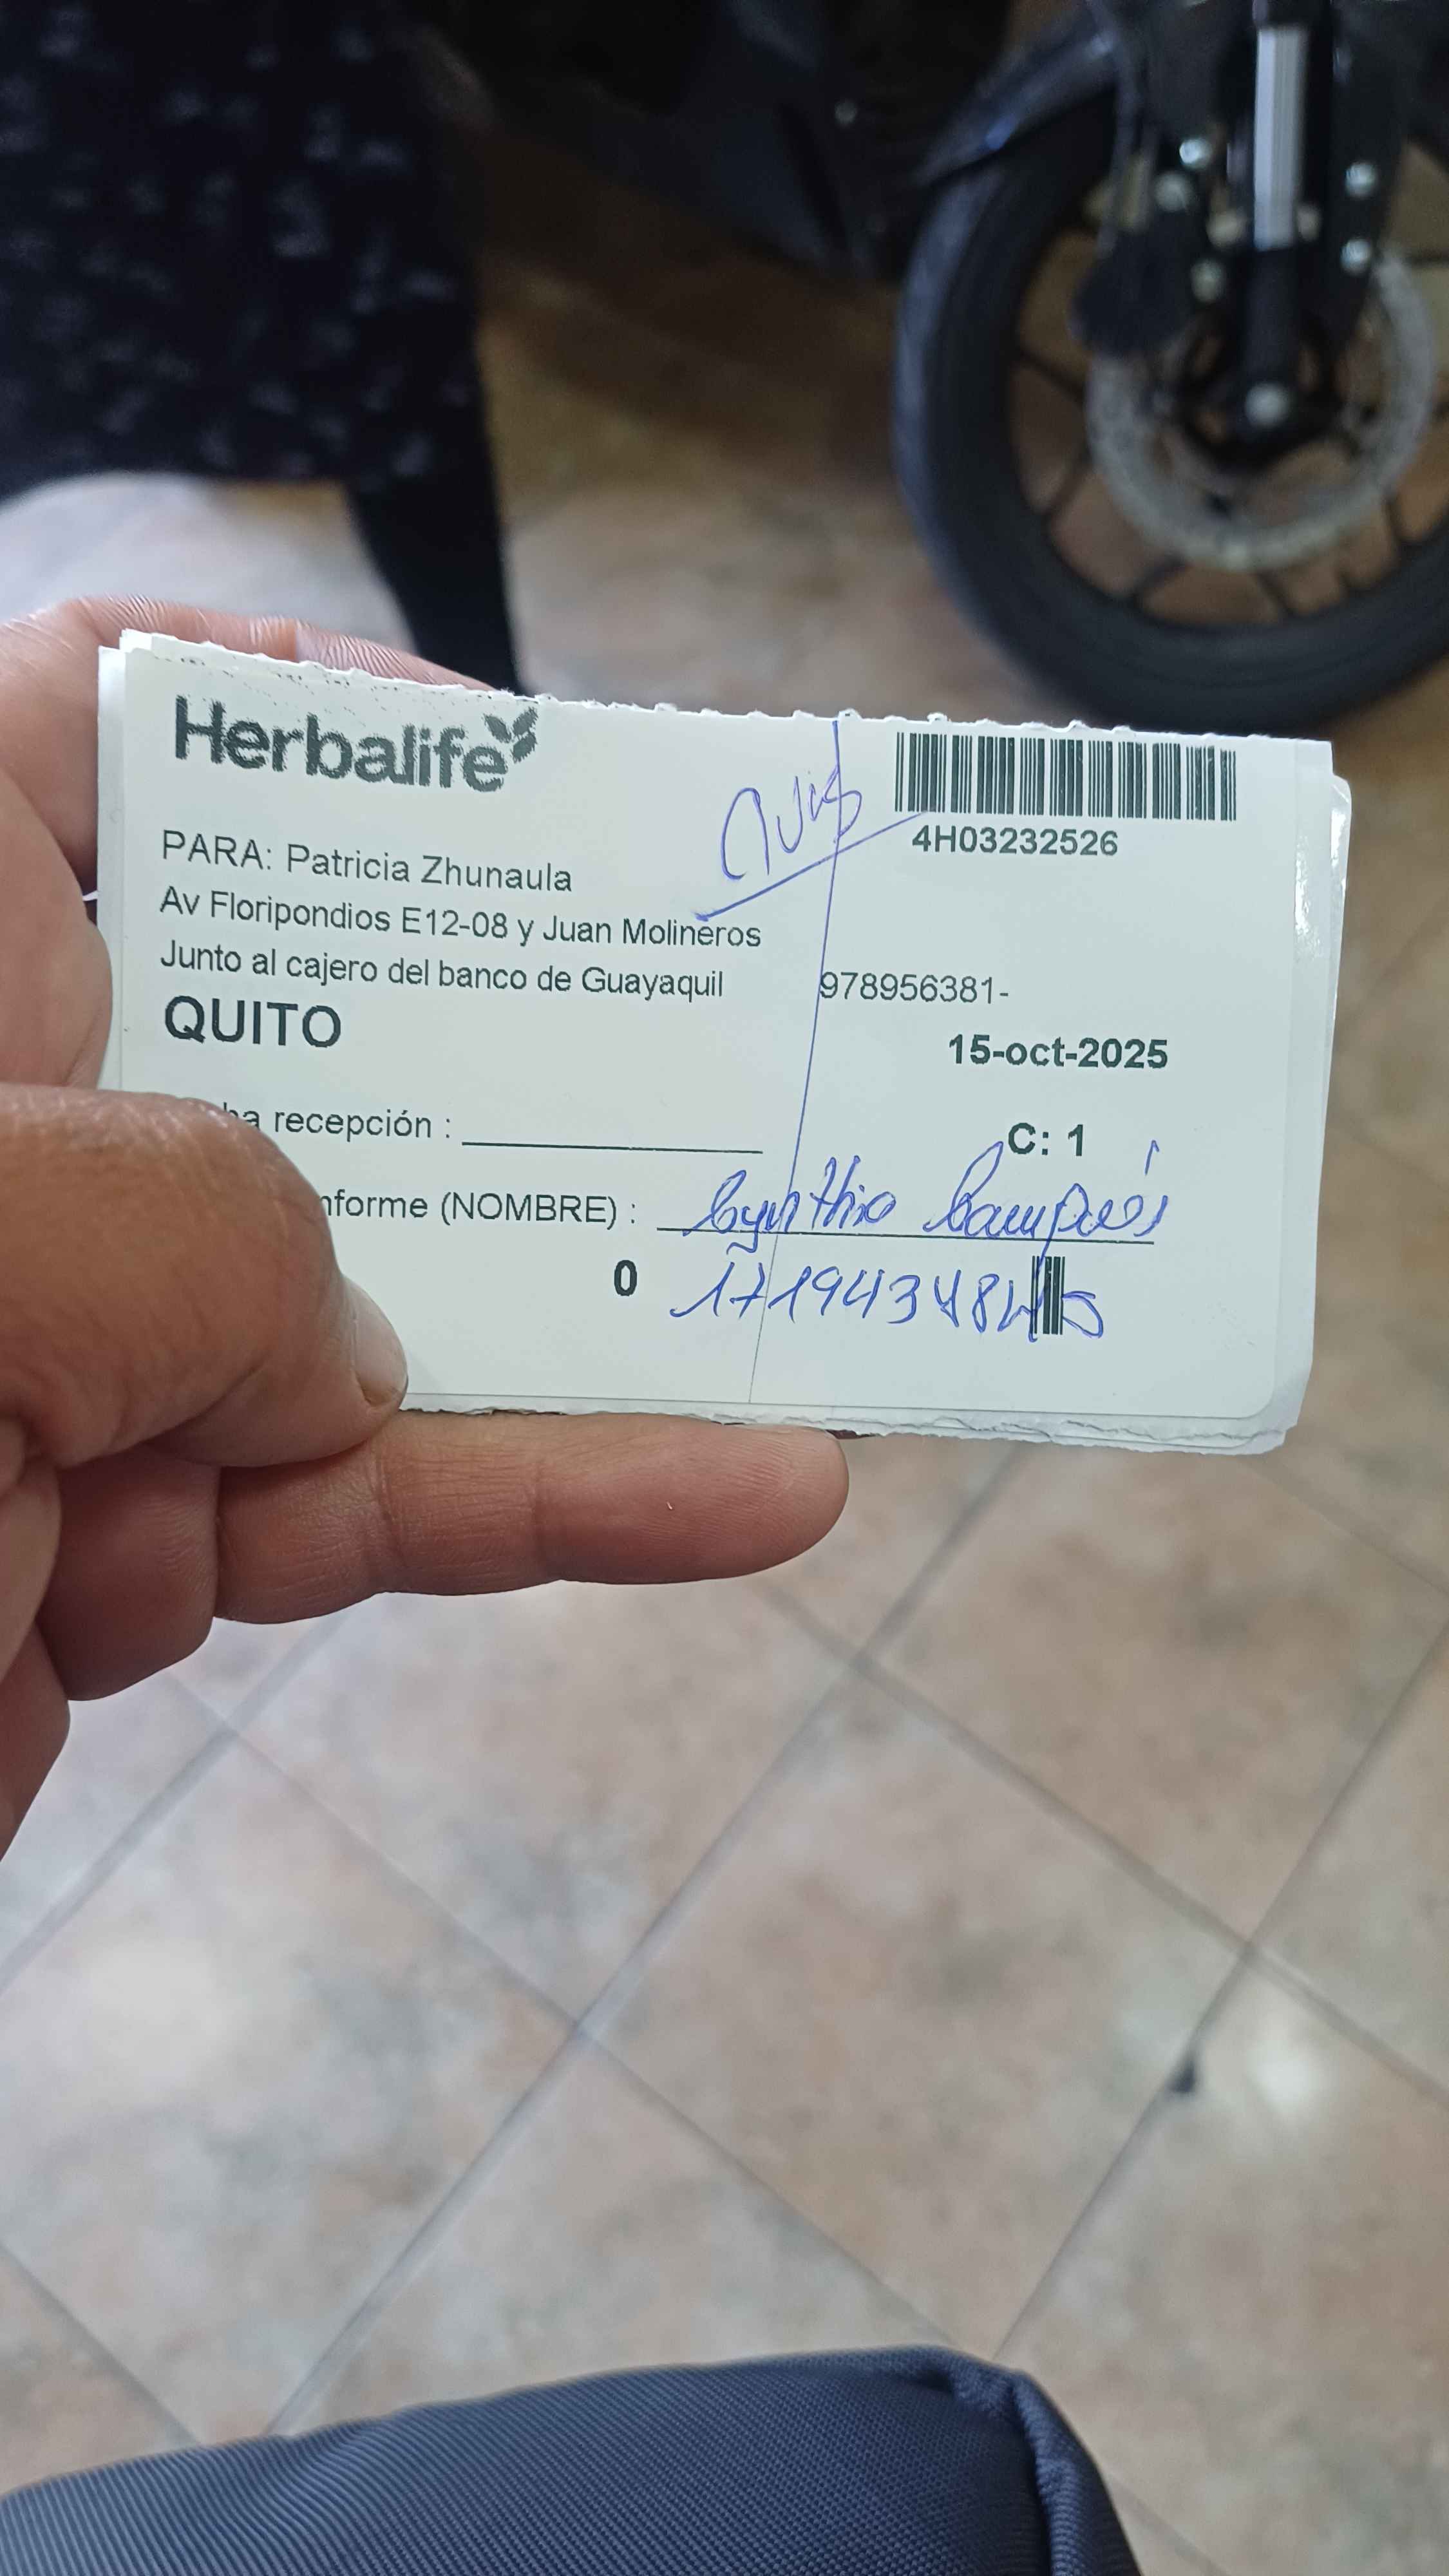 Herbalife
4H03232526
PARA: Patricia Zhunaula
Av Floripondios E12-08 y Juan Molineros
Junto al cajero del banco de Guayaquil
978956381-
QUITO
15-oct-2025
recepción :
C: 1
nforme (NOMBRE) : Cynthia
0